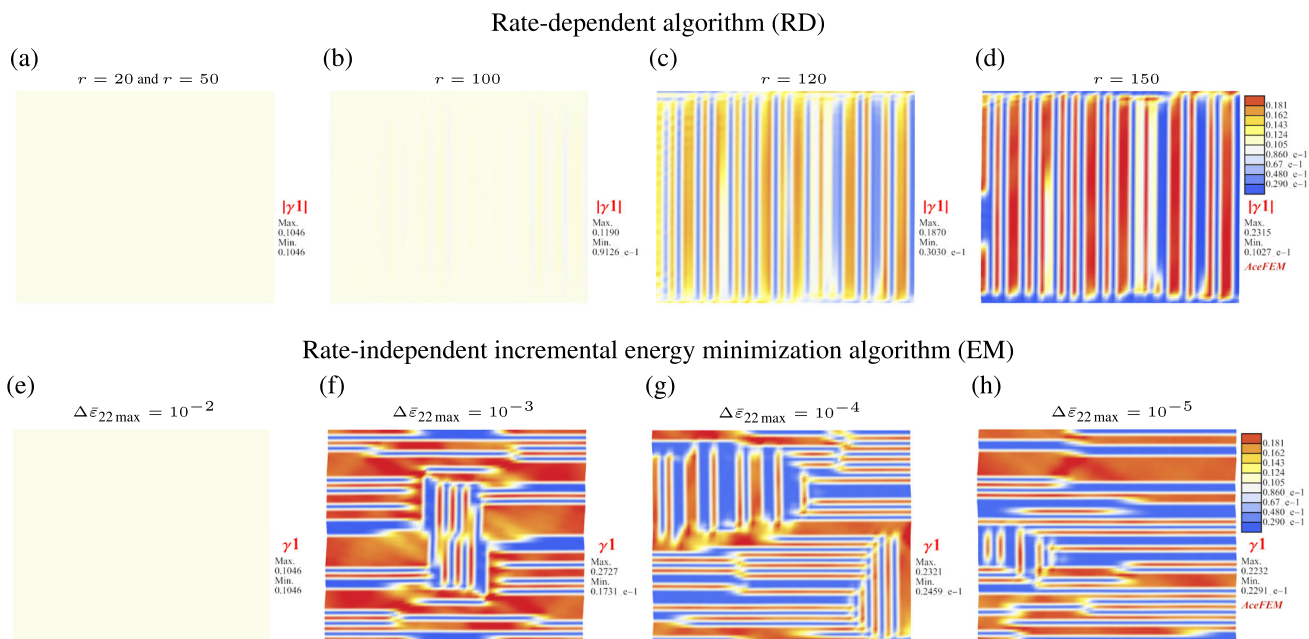 Rate-dependent algorithm (RD)
(a)
(b)
(c)
(d)
r = 20 and r = 50
r = 100
r = 120
r = 150
|γ1|
Max.
0.1046
Min.
0.1046
|γ1|
Max.
0.1190
Min.
0.9126 e-1
|γ1|
Max.
0.1870
Min.
0.3030 e-1
0.181
0.162
0.143
0.124
0.105
0.860 e-1
0.67 e-1
0.480 e-1
0.290 e-1
|γ1|
Max.
0.2315
Min.
0.1027 e-1
AceFEM
Rate-independent incremental energy minimization algorithm (EM)
(e)
(f)
(g)
(h)
Δε̄₂₂ max = 10⁻²
Δε̄₂₂ max = 10⁻³
Δε̄₂₂ max = 10⁻⁴
Δε̄₂₂ max = 10⁻⁵
γ1
Max.
0.1046
Min.
0.1046
γ1
Max.
0.2727
Min.
0.1731 e-1
γ1
Max.
0.2321
Min.
0.2459 e-1
0.181
0.162
0.143
0.124
0.105
0.860 e-1
0.67 e-1
0.480 e-1
0.290 e-1
γ1
Max.
0.2232
Min.
0.2291 e-1
AceFEM